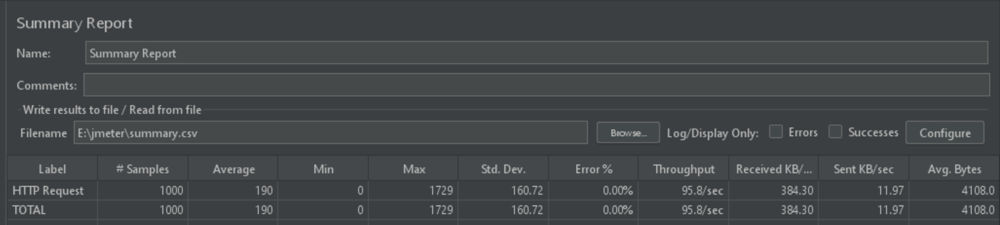 Summary Report
Name: Summary Report
Comments:
Write results to file / Read from file
Filename E:\jmeter\summary.csv Browse... Log/Display Only: Errors Successes Configure
Label # Samples Average Min Max Std. Dev. Error % Throughput Received KB/... Sent KB/sec Avg. Bytes
HTTP Request 1000 190 0 1729 160.72 0.00% 95.8/sec 384.30 11.97 4108.0
TOTAL 1000 190 0 1729 160.72 0.00% 95.8/sec 384.30 11.97 4108.0